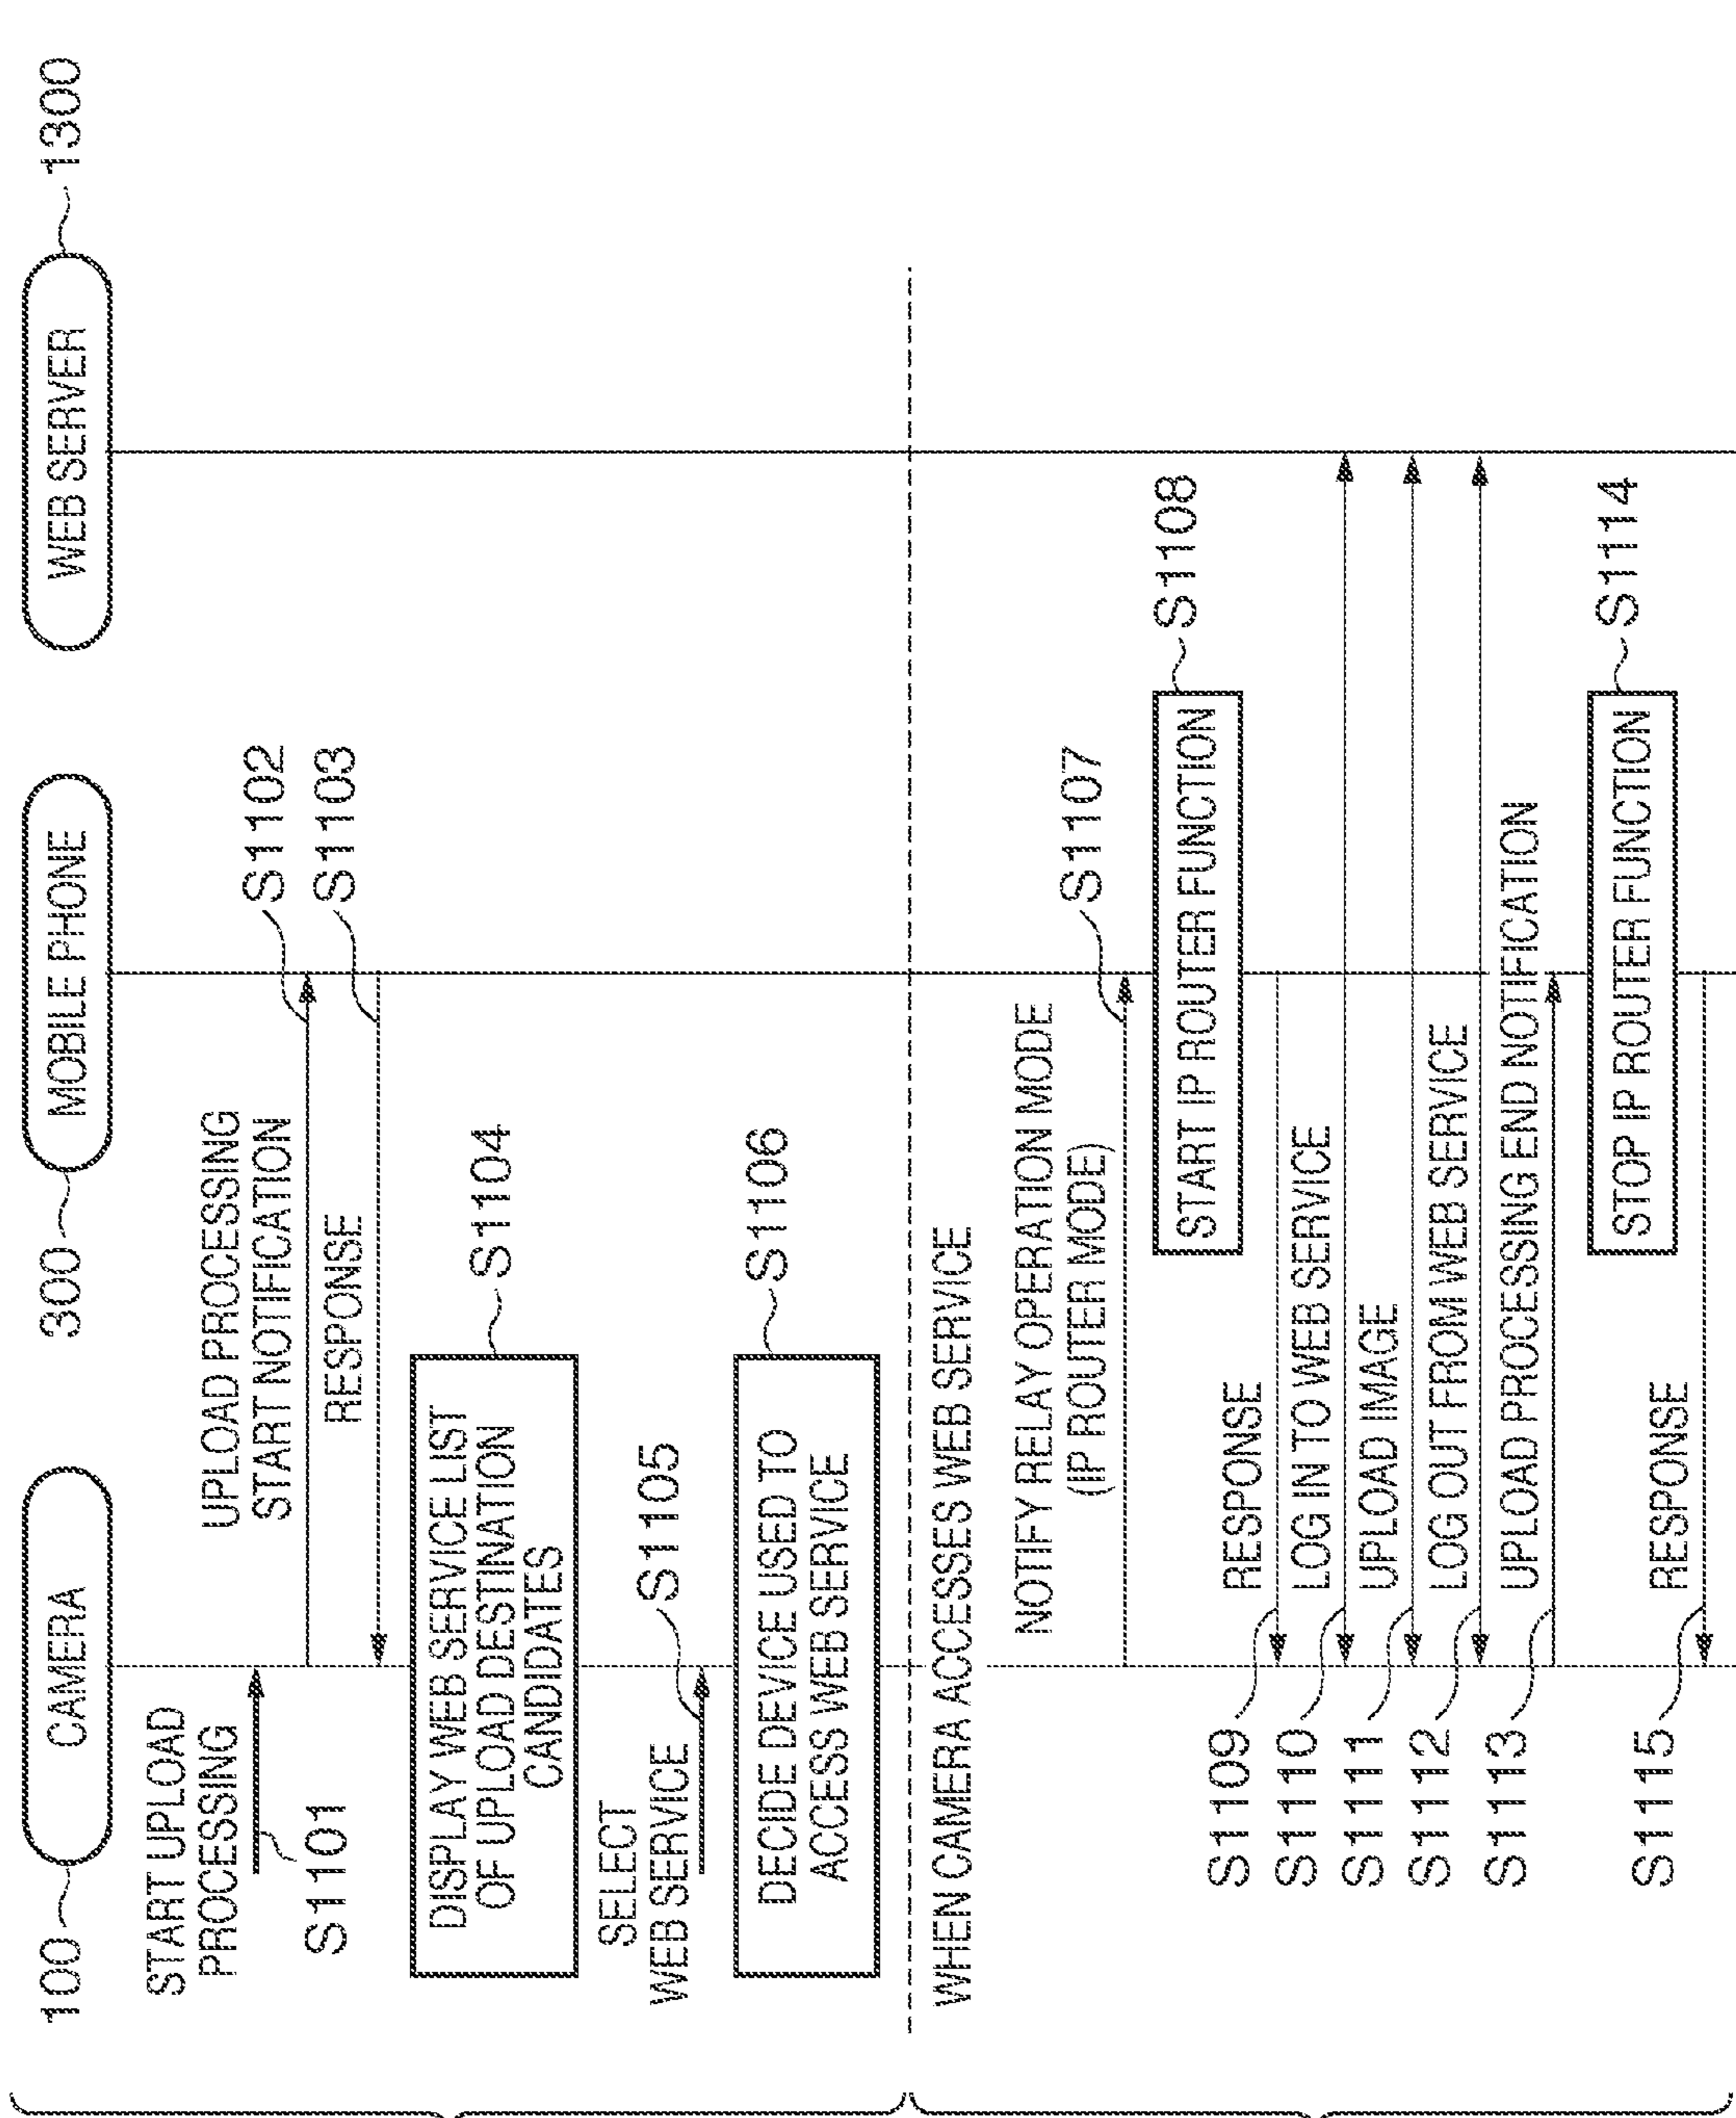 100
CAMERA
300
MOBILE PHONE
WEB SERVER
1300
START UPLOAD
PROCESSING
S1101
UPLOAD PROCESSING
START NOTIFICATION
S1102
RESPONSE
S1103
DISPLAY WEB SERVICE LIST
OF UPLOAD DESTINATION
CANDIDATES
S1104
SELECT
WEB SERVICE
S1105
DECIDE DEVICE USED TO
ACCESS WEB SERVICE
S1106
WHEN CAMERA ACCESSES WEB SERVICE
NOTIFY RELAY OPERATION MODE
(IP ROUTER MODE)
S1107
START IP ROUTER FUNCTION
S1108
S1109
RESPONSE
S1110
LOG IN TO WEB SERVICE
S1111
UPLOAD IMAGE
S1112
LOG OUT FROM WEB SERVICE
S1113
UPLOAD PROCESSING END NOTIFICATION
STOP IP ROUTER FUNCTION
S1114
S1115
RESPONSE